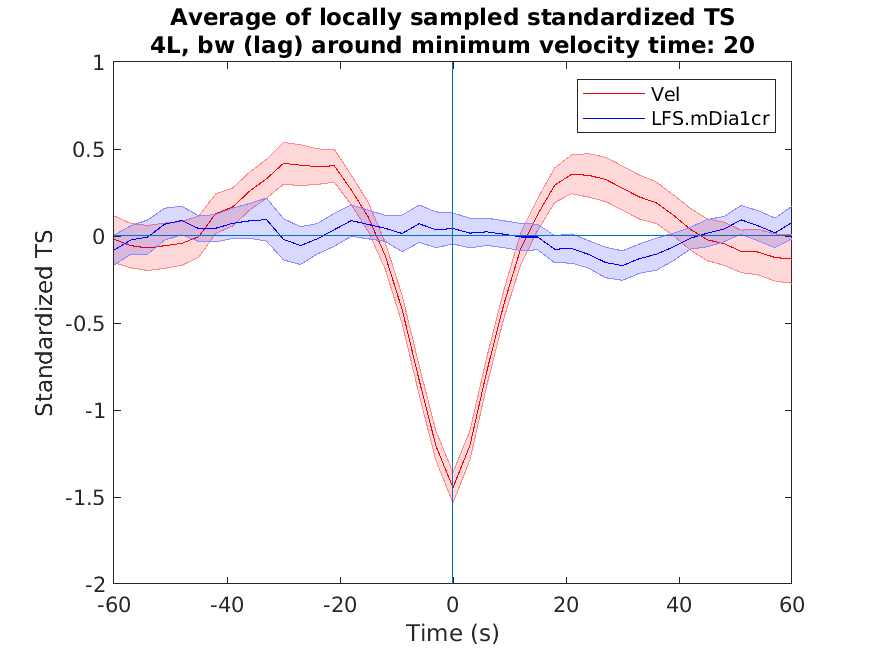 Average of locally sampled standardized TS
4L, bw (lag) around minimum velocity time: 20
1
Vel
LFS.mDia1cr
0.5
0
-0.5
-1
-1.5
-2
Standardized TS
-60
-40
-20
0
20
40
60
Time (s)